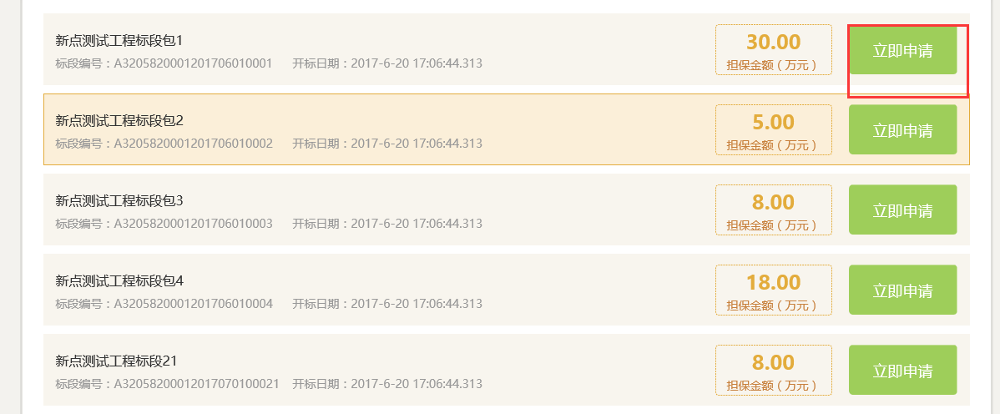 新点测试工程标段包1
30.00
立即申请
标段编号：A3205820001201706010001 开标日期：2017-6-20 17:06:44.313
担保金额（万元）
新点测试工程标段包2
5.00
立即申请
标段编号：A3205820001201706010002 开标日期：2017-6-20 17:06:44.313
担保金额（万元）
新点测试工程标段包3
8.00
立即申请
标段编号：A3205820001201706010003 开标日期：2017-6-20 17:06:44.313
担保金额（万元）
新点测试工程标段包4
18.00
立即申请
标段编号：A3205820001201706010004 开标日期：2017-6-20 17:06:44.313
担保金额（万元）
新点测试工程标段21
8.00
立即申请
标段编号：A32058200012017070100021 开标日期：2017-6-20 17:06:44.313
担保金额（万元）